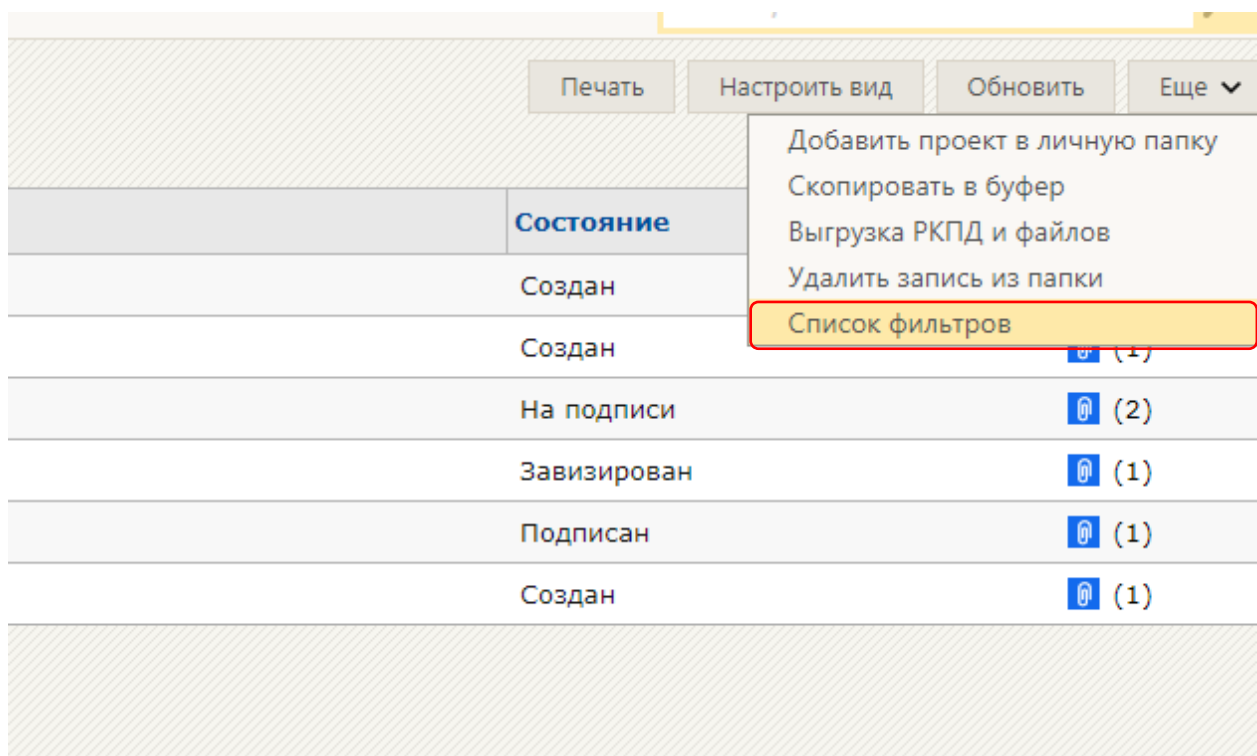 Печать Настроить вид Обновить Еще
Добавить проект в личную папку
Скопировать в буфер
Выгрузка РКПД и файлов
Удалить запись из папки
Список фильтров
Состояние
Создан
Создан (1)
На подписи (2)
Завизирован (1)
Подписан (1)
Создан (1)